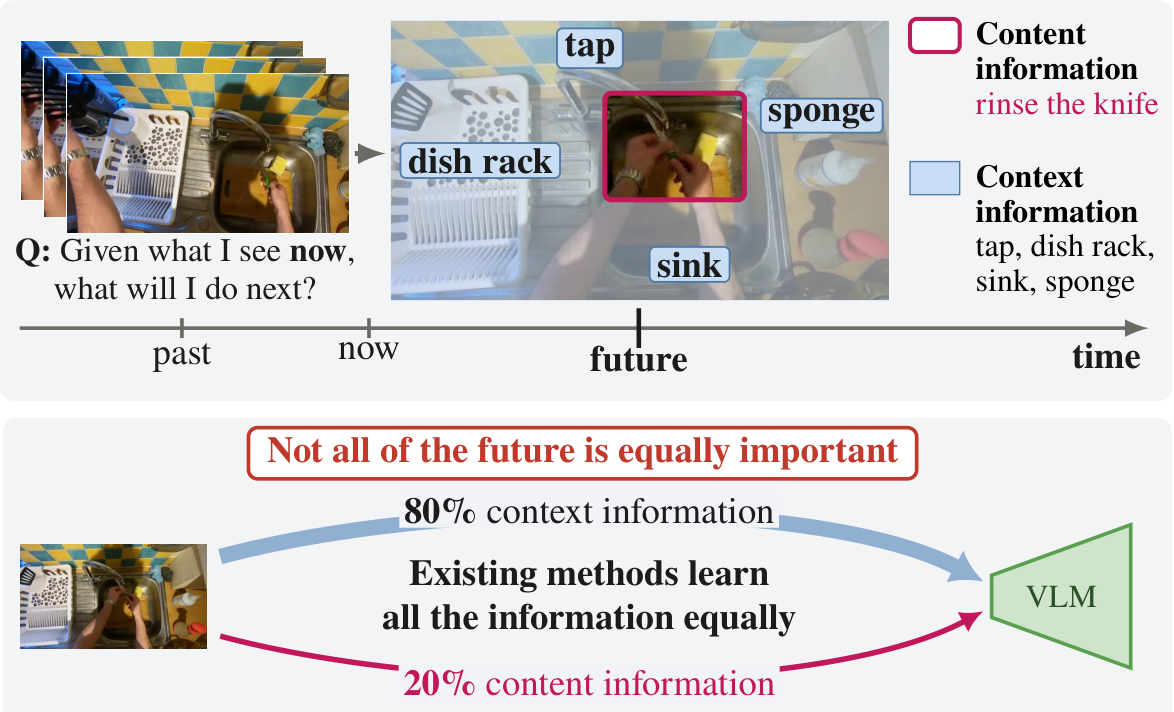 tap
sponge
dish rack
sink
Content
information
rinse the knife
Context
information
tap, dish rack,
sink, sponge
Q: Given what I see now,
what will I do next?
past
now
future
time
Not all of the future is equally important
80% context information
Existing methods learn
all the information equally
VLM
20% content information